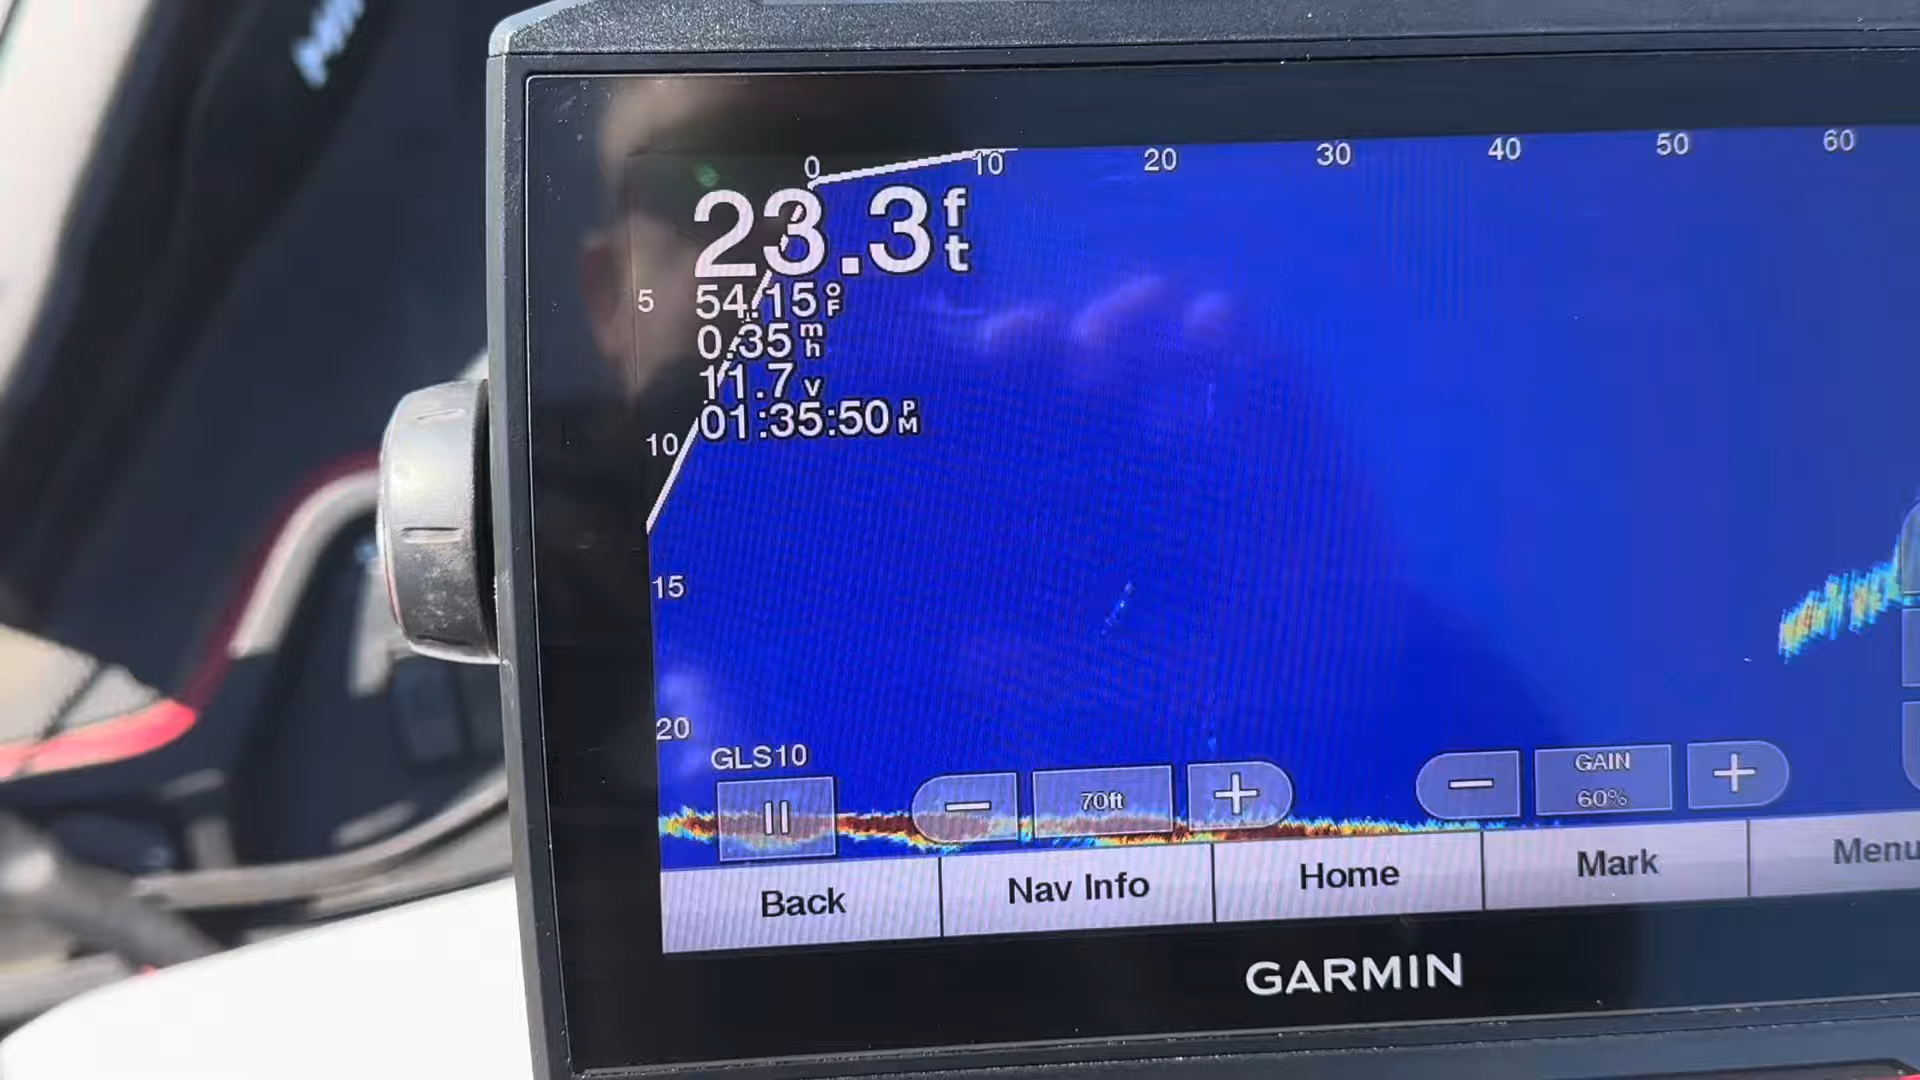 0 10 20 30 40 50 60
23.3 ft
5
54.15 °F
0.35 mh
11.7 v
01:35:50 PM
10
15
20
GLS10
70ft
GAIN
60%
Back Nav Info Home Mark Menu
GARMIN